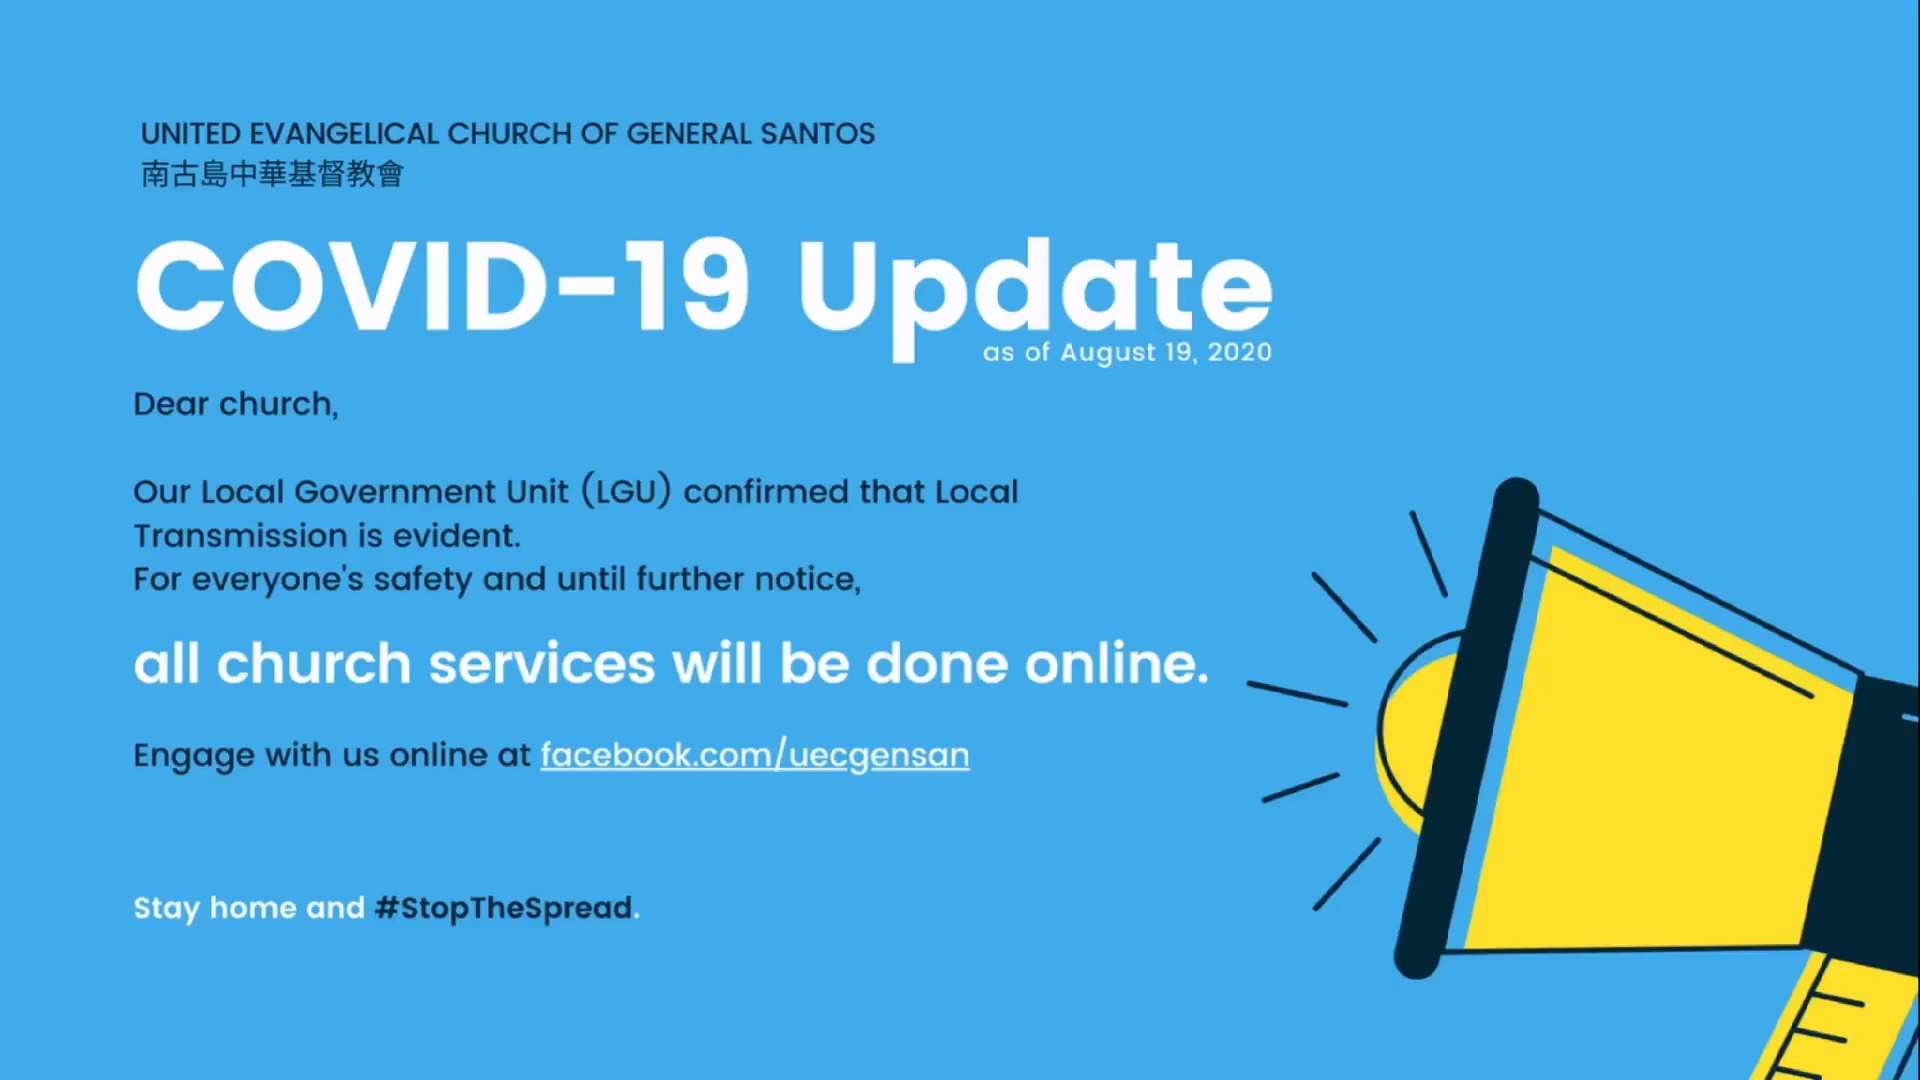 UNITED EVANGELICAL CHURCH OF GENERAL SANTOS
南古島中華基督教會
COVID-19 Update
as of August 19, 2020
Dear church,
Our Local Government Unit (LGU) confirmed that Local
Transmission is evident.
For everyone's safety and until further notice,
all church services will be done online.
Engage with us online at facebook.com/uecgensan
Stay home and #StopTheSpread.